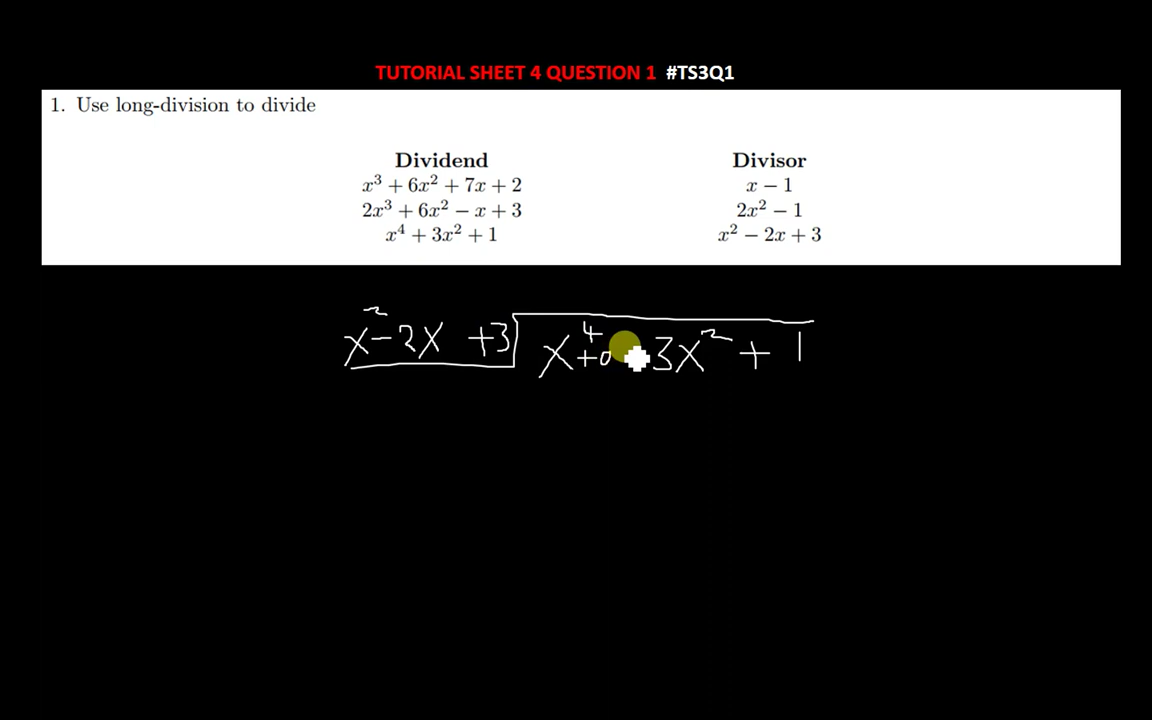 TUTORIAL SHEET 4 QUESTION 1 #TS3Q1
1. Use long-division to divide
Dividend Divisor
x³ + 6x² + 7x + 2 x − 1
2x³ + 6x² − x + 3 2x² − 1
x⁴ + 3x² + 1 x² − 2x + 3
x² − 2x + 3 x⁴ + 0 3x² + 1